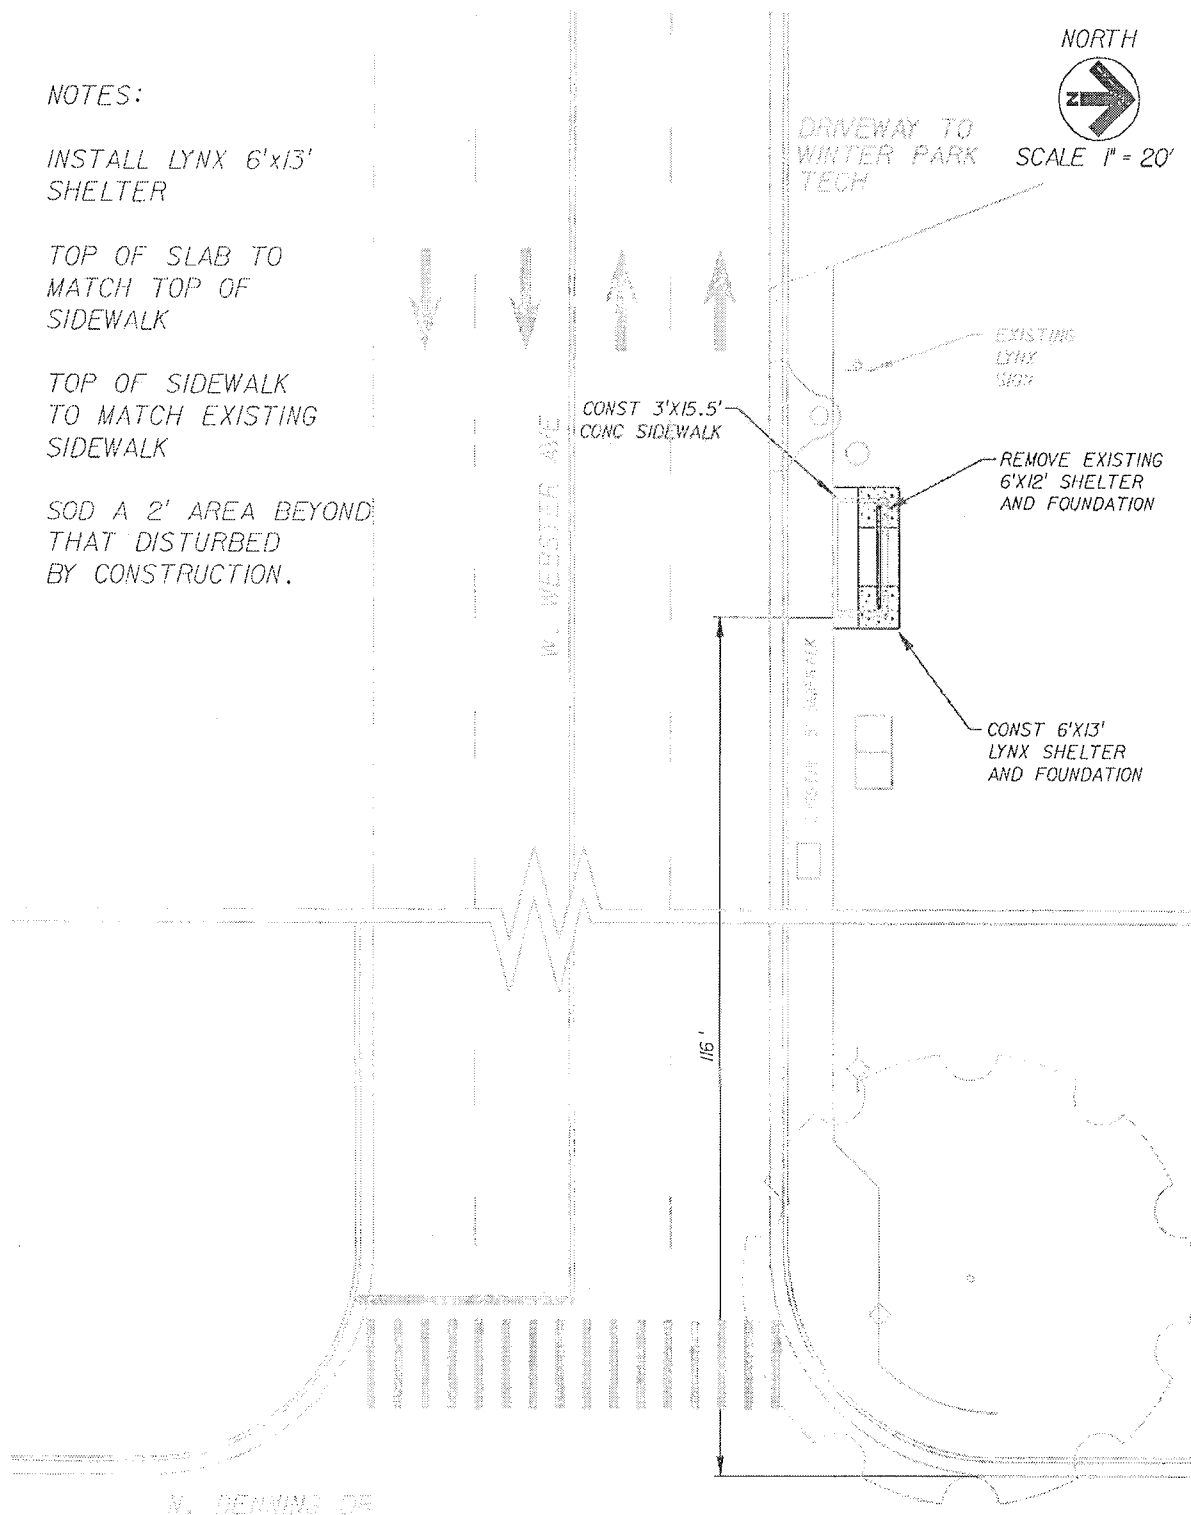 NORTH
N
SCALE 1" = 20'
NOTES:
INSTALL LYNX 6'x13'
SHELTER
TOP OF SLAB TO
MATCH TOP OF
SIDEWALK
TOP OF SIDEWALK
TO MATCH EXISTING
SIDEWALK
SOD A 2' AREA BEYOND
THAT DISTURBED
BY CONSTRUCTION.
DRIVEWAY TO
WINTER PARK
TECH
EXISTING
LYNX
SIGN
CONST 3'X15.5'
CONC SIDEWALK
W. WEBSTER AVE
REMOVE EXISTING
6'X12' SHELTER
AND FOUNDATION
5' SIDEWALK
CONST 6'X13'
LYNX SHELTER
AND FOUNDATION
116'
N. DENNING DR